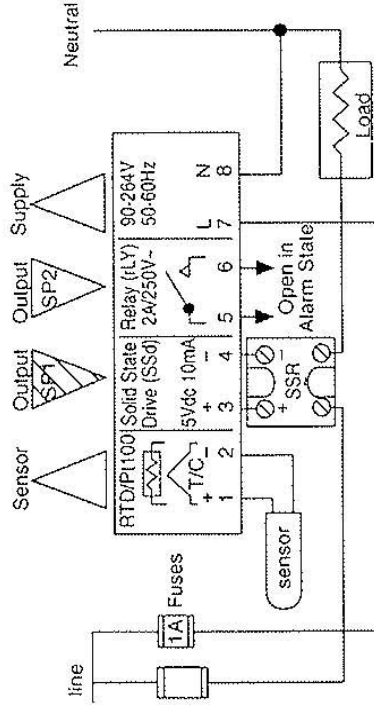 Neutral
Supply
Output
SP2
Output
SP1
Sensor
90-264V
50-60Hz
L
N
7
8
Relay (rLY)
2A/250V~
5
6
Solid State
Drive (SSd)
5Vdc 10mA
+
-
3
4
RTD/Pt100
T/C
+
-
1
2
Open in
Alarm State
+
-
SSR
Load
sensor
Fuses
1A
line